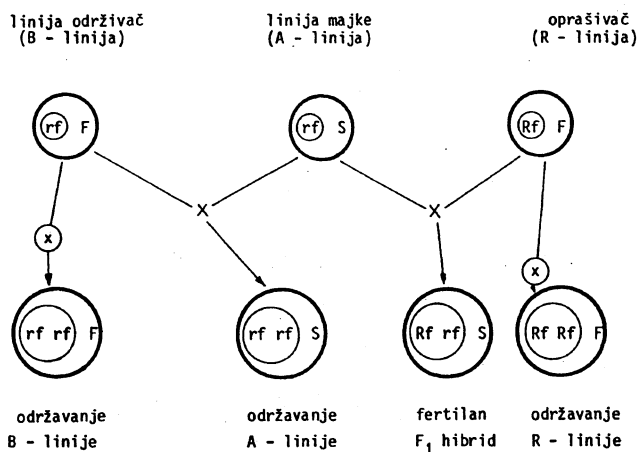 linija održivač
(B - linija)
linija majke
(A - linija)
oprašivač
(R - linija)
rf F
rf S
Rf F
X
X
x
x
rf rf F
rf rf S
Rf rf S
Rf Rf F
održavanje
B - linije
održavanje
A - linije
fertilan
F₁ hibrid
održavanje
R - linije